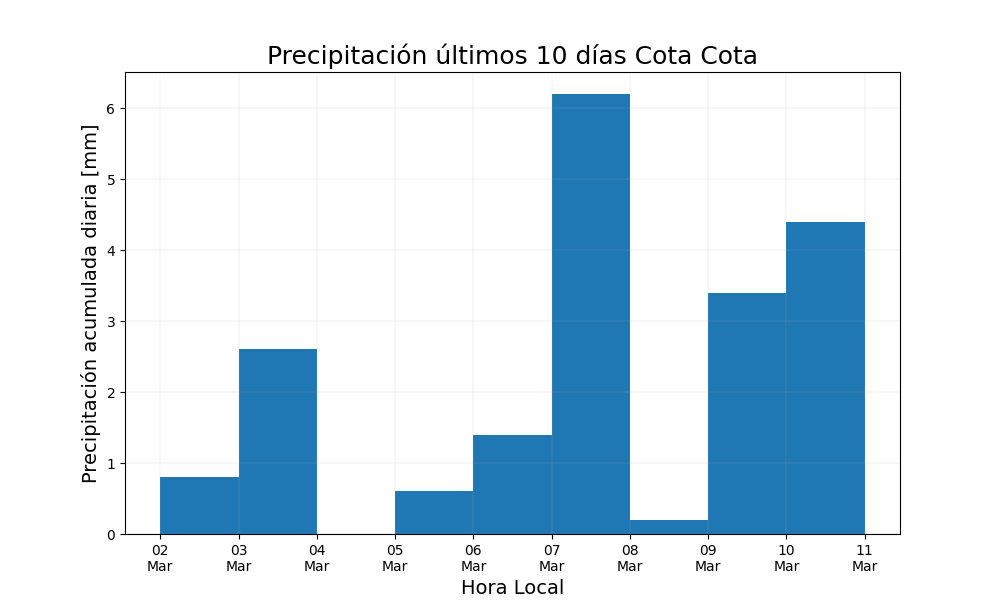 Precipitación últimos 10 días Cota Cota
Precipitación acumulada diaria [mm]
6
5
4
3
2
1
0
02 03 04 05 06 07 08 09 10 11
Mar Mar Mar Mar Mar Mar Mar Mar Mar Mar
Hora Local